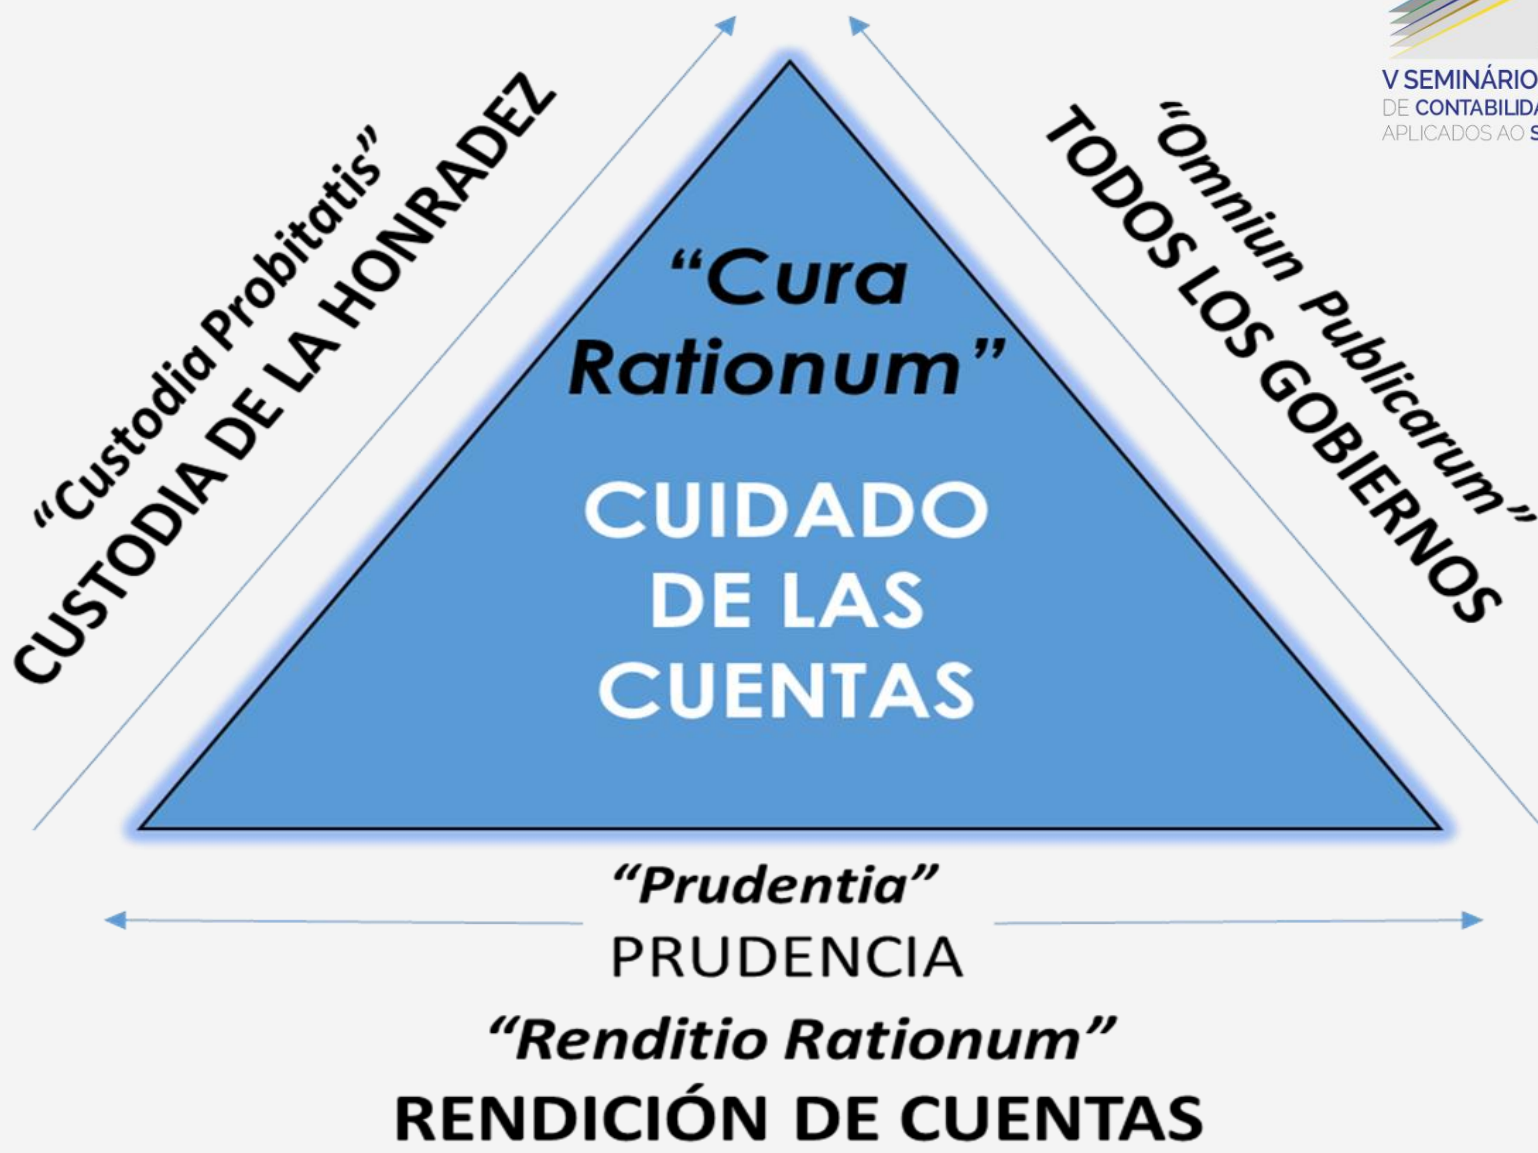 V SEMINÁRIO
DE CONTABILIDA
APLICADOS AO S
“Custodia Probitatis”
CUSTODIA DE LA HONRADEZ
“Omniun Publicarum”
TODOS LOS GOBIERNOS
“Cura
Rationum”
CUIDADO
DE LAS
CUENTAS
“Prudentia”
PRUDENCIA
“Renditio Rationum”
RENDICIÓN DE CUENTAS